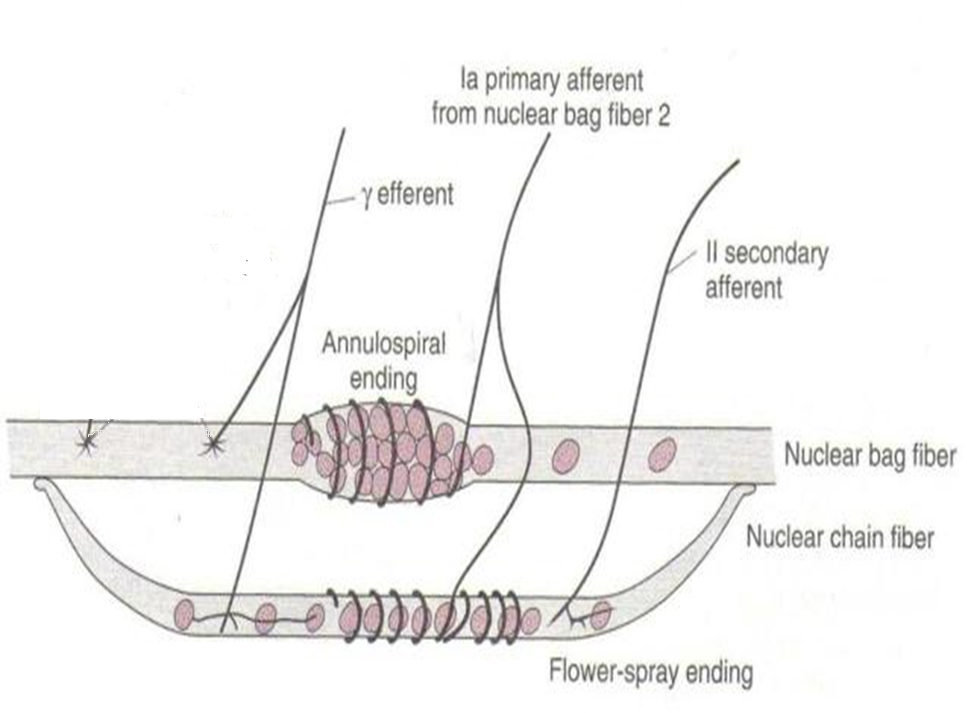 Ia primary afferent
from nuclear bag fiber 2
γ efferent
II secondary
afferent
Annulospiral
ending
Nuclear bag fiber
Nuclear chain fiber
Flower-spray ending